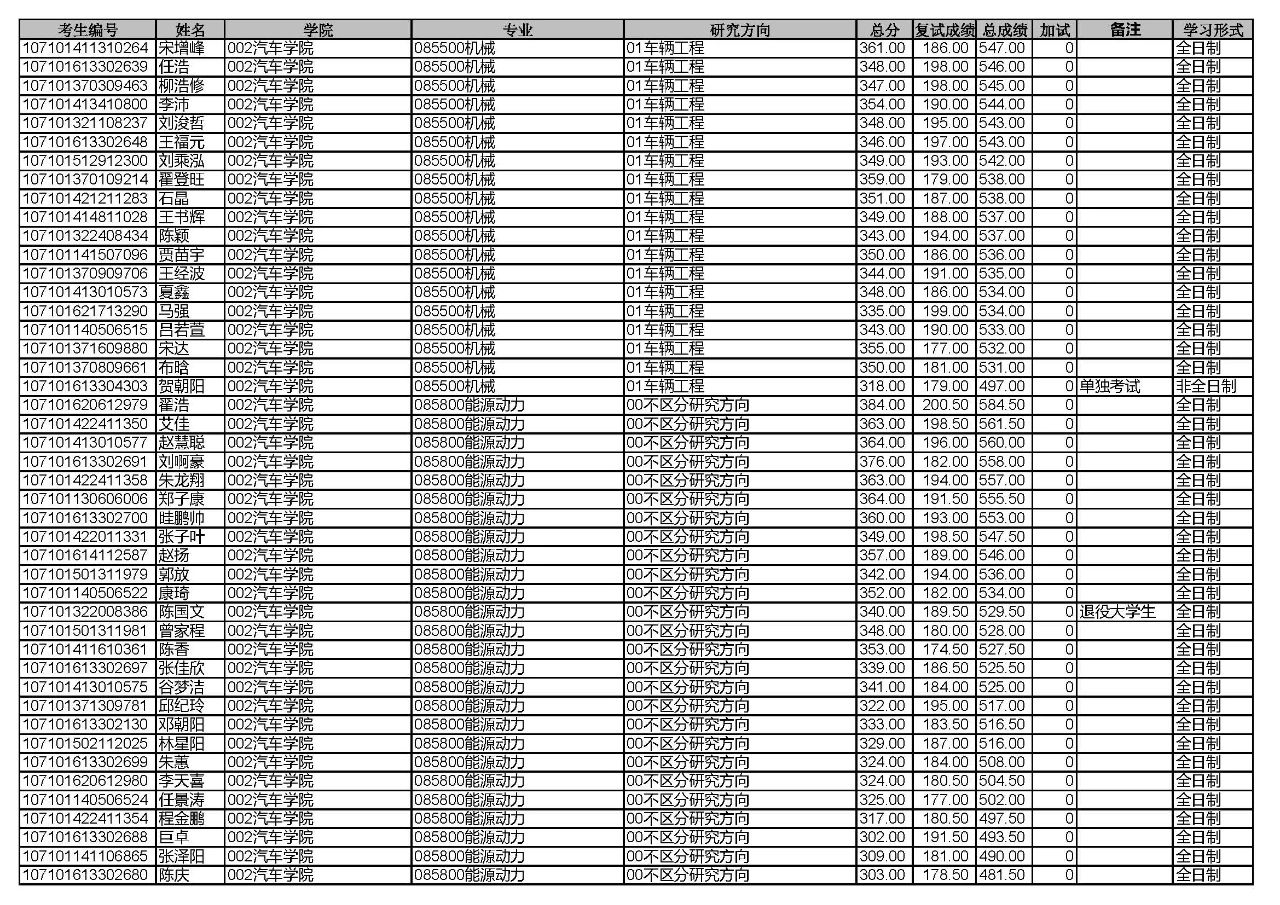 考生编号 姓名 学院 专业 研究方向 总分 复试成绩 总成绩 加试 备注 学习形式
107101411310264 宋增峰 002汽车学院 085500机械 01车辆工程 361.00 186.00 547.00 0 全日制
107101613302639 任浩 002汽车学院 085500机械 01车辆工程 348.00 198.00 546.00 0 全日制
107101370309463 柳浩修 002汽车学院 085500机械 01车辆工程 347.00 198.00 545.00 0 全日制
107101413410800 李沛 002汽车学院 085500机械 01车辆工程 354.00 190.00 544.00 0 全日制
107101321108237 刘浚哲 002汽车学院 085500机械 01车辆工程 348.00 195.00 543.00 0 全日制
107101613302648 王福元 002汽车学院 085500机械 01车辆工程 346.00 197.00 543.00 0 全日制
107101512912300 刘乘泓 002汽车学院 085500机械 01车辆工程 349.00 193.00 542.00 0 全日制
107101370109214 翟登旺 002汽车学院 085500机械 01车辆工程 359.00 179.00 538.00 0 全日制
107101421211283 石晶 002汽车学院 085500机械 01车辆工程 351.00 187.00 538.00 0 全日制
107101414811028 王书辉 002汽车学院 085500机械 01车辆工程 349.00 188.00 537.00 0 全日制
107101322408434 陈颖 002汽车学院 085500机械 01车辆工程 343.00 194.00 537.00 0 全日制
107101141507096 贾苗宇 002汽车学院 085500机械 01车辆工程 350.00 186.00 536.00 0 全日制
107101370909706 王经波 002汽车学院 085500机械 01车辆工程 344.00 191.00 535.00 0 全日制
107101413010573 夏鑫 002汽车学院 085500机械 01车辆工程 348.00 186.00 534.00 0 全日制
107101621713290 马强 002汽车学院 085500机械 01车辆工程 335.00 199.00 534.00 0 全日制
107101140506515 吕若萱 002汽车学院 085500机械 01车辆工程 343.00 190.00 533.00 0 全日制
107101371609880 宋达 002汽车学院 085500机械 01车辆工程 355.00 177.00 532.00 0 全日制
107101370809661 布晗 002汽车学院 085500机械 01车辆工程 350.00 181.00 531.00 0 全日制
107101613304303 贺朝阳 002汽车学院 085500机械 01车辆工程 318.00 179.00 497.00 0 单独考试 非全日制
107101620612979 翟浩 002汽车学院 085800能源动力 00不区分研究方向 384.00 200.50 584.50 0 全日制
107101422411350 艾佳 002汽车学院 085800能源动力 00不区分研究方向 363.00 198.50 561.50 0 全日制
107101413010577 赵慧聪 002汽车学院 085800能源动力 00不区分研究方向 364.00 196.00 560.00 0 全日制
107101613302691 刘啊豪 002汽车学院 085800能源动力 00不区分研究方向 376.00 182.00 558.00 0 全日制
107101422411358 朱龙翔 002汽车学院 085800能源动力 00不区分研究方向 363.00 194.00 557.00 0 全日制
107101130606006 郑子康 002汽车学院 085800能源动力 00不区分研究方向 364.00 191.50 555.50 0 全日制
107101613302700 眭鹏帅 002汽车学院 085800能源动力 00不区分研究方向 360.00 193.00 553.00 0 全日制
107101422011331 张子叶 002汽车学院 085800能源动力 00不区分研究方向 349.00 198.50 547.50 0 全日制
107101614112587 赵扬 002汽车学院 085800能源动力 00不区分研究方向 357.00 189.00 546.00 0 全日制
107101501311979 郭放 002汽车学院 085800能源动力 00不区分研究方向 342.00 194.00 536.00 0 全日制
107101140506522 康琦 002汽车学院 085800能源动力 00不区分研究方向 352.00 182.00 534.00 0 全日制
107101322008386 陈国文 002汽车学院 085800能源动力 00不区分研究方向 340.00 189.50 529.50 0 退役大学生 全日制
107101501311981 曾家程 002汽车学院 085800能源动力 00不区分研究方向 348.00 180.00 528.00 0 全日制
107101411610361 陈香 002汽车学院 085800能源动力 00不区分研究方向 353.00 174.50 527.50 0 全日制
107101613302697 张佳欣 002汽车学院 085800能源动力 00不区分研究方向 339.00 186.50 525.50 0 全日制
107101413010575 谷梦洁 002汽车学院 085800能源动力 00不区分研究方向 341.00 184.00 525.00 0 全日制
107101371309781 邱纪玲 002汽车学院 085800能源动力 00不区分研究方向 322.00 195.00 517.00 0 全日制
107101613302130 邓朝阳 002汽车学院 085800能源动力 00不区分研究方向 333.00 183.50 516.50 0 全日制
107101502112025 林星阳 002汽车学院 085800能源动力 00不区分研究方向 329.00 187.00 516.00 0 全日制
107101613302699 朱蕙 002汽车学院 085800能源动力 00不区分研究方向 324.00 184.00 508.00 0 全日制
107101620612980 李天喜 002汽车学院 085800能源动力 00不区分研究方向 324.00 180.50 504.50 0 全日制
107101140506524 任景涛 002汽车学院 085800能源动力 00不区分研究方向 325.00 177.00 502.00 0 全日制
107101422411354 程金鹏 002汽车学院 085800能源动力 00不区分研究方向 317.00 180.50 497.50 0 全日制
107101613302688 巨卓 002汽车学院 085800能源动力 00不区分研究方向 302.00 191.50 493.50 0 全日制
107101141106865 张泽阳 002汽车学院 085800能源动力 00不区分研究方向 309.00 181.00 490.00 0 全日制
107101613302680 陈庆 002汽车学院 085800能源动力 00不区分研究方向 303.00 178.50 481.50 0 全日制